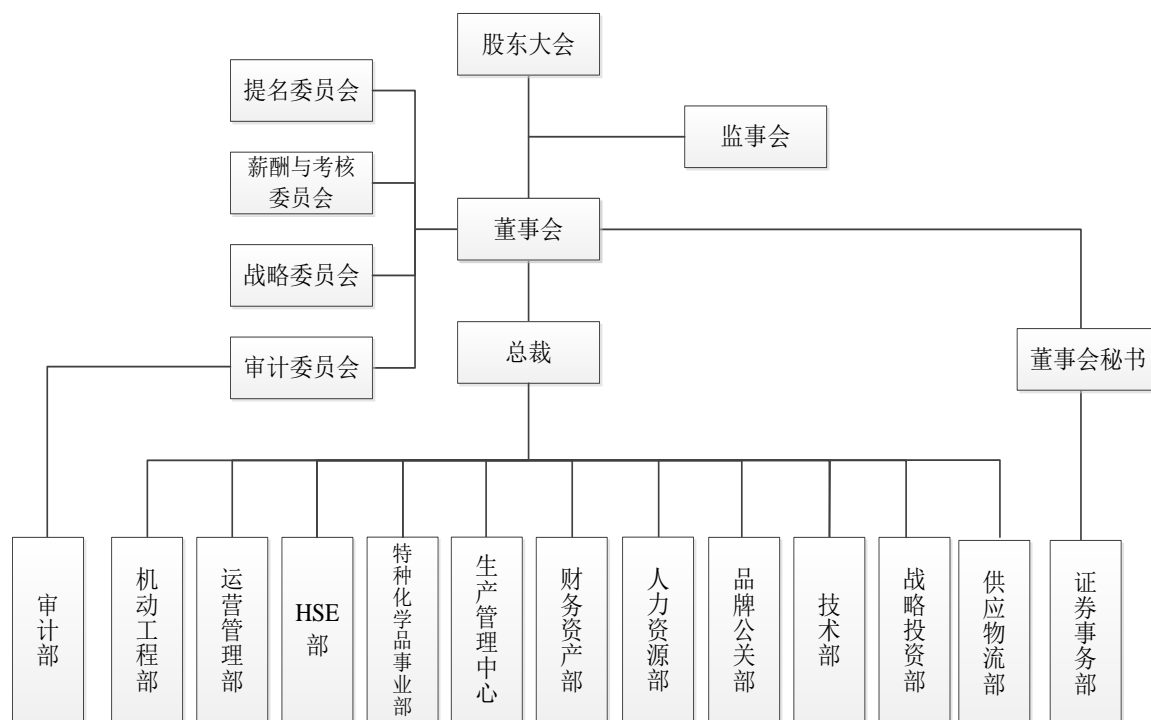 股东大会
提名委员会
监事会
薪酬与考核
委员会
董事会
战略委员会
总裁
审计委员会
董事会秘书
审计部
机动工程部
运营管理部
HSE
部
特种化学品事业部
生产管理中心
财务资产部
人力资源部
品牌公关部
技术部
战略投资部
供应物流部
证券事务部